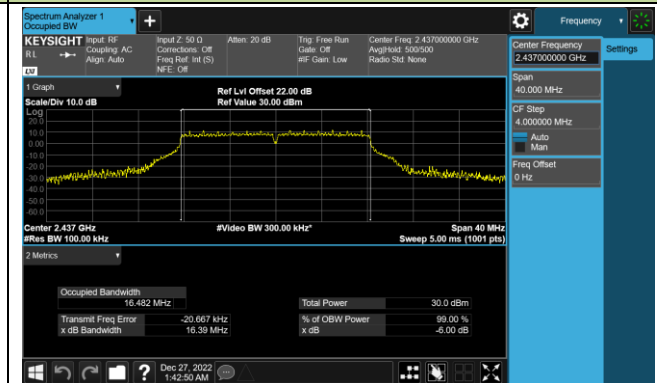 Spectrum Analyzer 1
Occupied BW
+
Frequency
KEYSIGHT
RL
Input: RF
Coupling: AC
Align: Auto
Input Z: 50 Ω
Corrections: Off
Freq Ref: Int (S)
NFE: Off
Atten: 20 dB
Trig: Free Run
Gate: Off
#IF Gain: Low
Center Freq: 2.437000000 GHz
Avg|Hold: 500/500
Radio Std: None
LXI
Center Frequency
2.437000000 GHz
Settings
Span
40.000 MHz
CF Step
4.000000 MHz
Auto
Man
Freq Offset
0 Hz
1 Graph
Scale/Div 10.0 dB
Ref Lvl Offset 22.00 dB
Ref Value 30.00 dBm
Log
20.0
10.0
0.00
-10.0
-20.0
-30.0
-40.0
-50.0
-60.0
Center 2.437 GHz
#Video BW 300.00 kHz*
Span 40 MHz
#Res BW 100.00 kHz
Sweep 5.00 ms (1001 pts)
2 Metrics
Occupied Bandwidth
16.482 MHz
Total Power 30.0 dBm
Transmit Freq Error -20.667 kHz
% of OBW Power 99.00 %
x dB Bandwidth 16.39 MHz
x dB -6.00 dB
?
Dec 27, 2022
1:42:50 AM